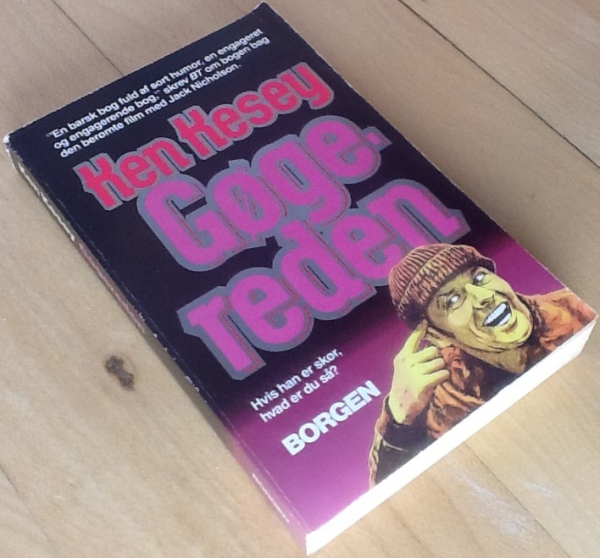 "En barsk bog fuld af sort humor, en engageret
og engagerende bog," skrev BT om bogen bag
den berømte film med Jack Nicholson.
Ken Kesey
Gøge-
reden
Hvis han er skør,
hvad er du så?
BORGEN